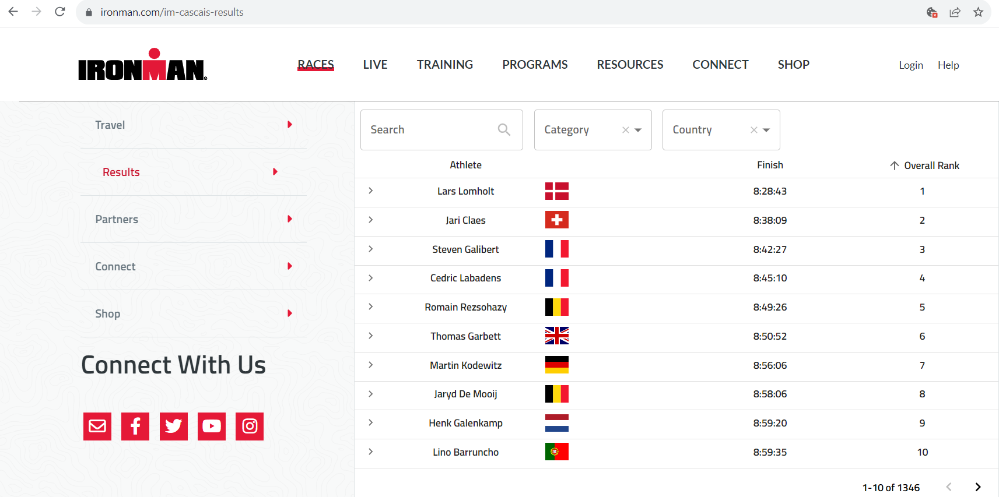 ironman.com/im-cascais-results
IRONMAN®
RACES LIVE TRAINING PROGRAMS RESOURCES CONNECT SHOP Login Help
Travel
Results
Partners
Connect
Shop
Connect With Us
Search Category Country
Athlete Finish Overall Rank
Lars Lomholt 8:28:43 1
Jari Claes 8:38:09 2
Steven Galibert 8:42:27 3
Cedric Labadens 8:45:10 4
Romain Rezsohazy 8:49:26 5
Thomas Garbett 8:50:52 6
Martin Kodewitz 8:56:06 7
Jaryd De Mooij 8:58:06 8
Henk Galenkamp 8:59:20 9
Lino Barruncho 8:59:35 10
1-10 of 1346